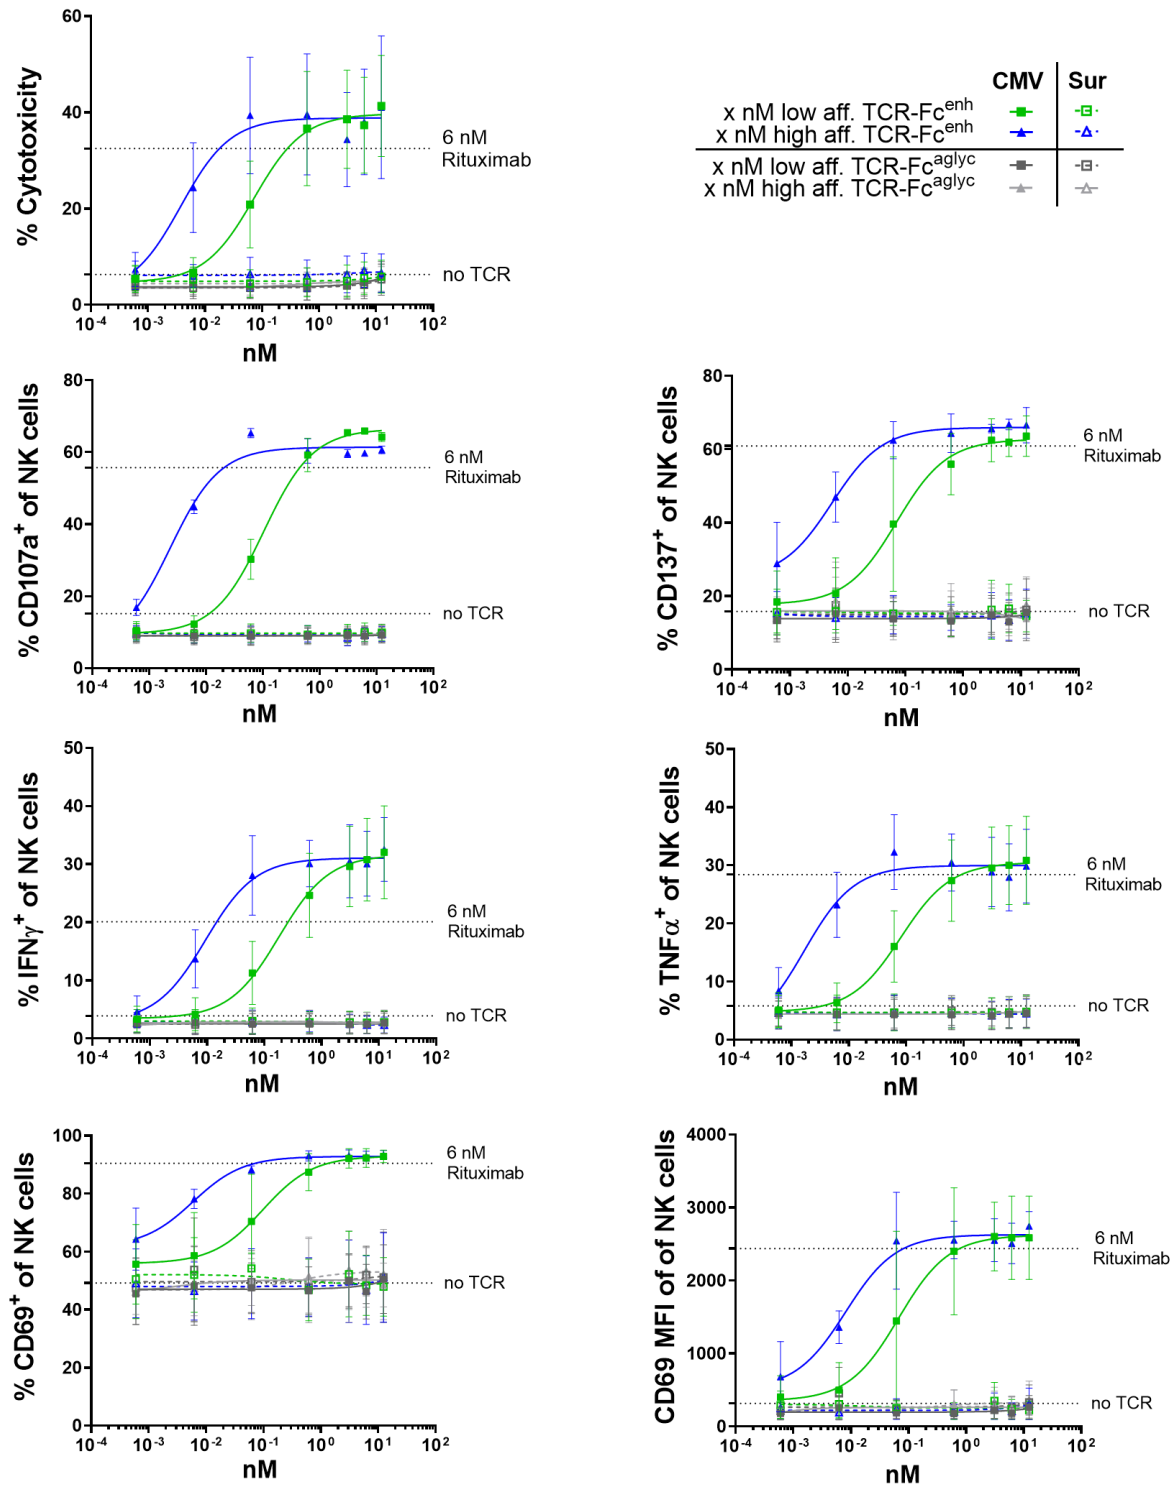 60
40
20
0
% Cytotoxicity
6 nM
Rituximab
no TCR
10-4 10-3 10-2 10-1 100 101 102
nM
CMV Sur
x nM low aff. TCR-Fcenh
x nM high aff. TCR-Fcenh
x nM low aff. TCR-Fcaglyc
x nM high aff. TCR-Fcaglyc
80
60
40
20
0
% CD107a+ of NK cells
6 nM
Rituximab
no TCR
10-4 10-3 10-2 10-1 100 101 102
nM
80
60
40
20
0
% CD137+ of NK cells
6 nM
Rituximab
no TCR
10-4 10-3 10-2 10-1 100 101 102
nM
50
40
30
20
10
0
% IFNγ+ of NK cells
6 nM
Rituximab
no TCR
10-4 10-3 10-2 10-1 100 101 102
nM
50
40
30
20
10
0
% TNFα+ of NK cells
6 nM
Rituximab
no TCR
10-4 10-3 10-2 10-1 100 101 102
nM
100
80
60
40
20
0
% CD69+ of NK cells
6 nM
Rituximab
no TCR
10-4 10-3 10-2 10-1 100 101 102
nM
4000
3000
2000
1000
0
CD69 MFI of of NK cells
6 nM
Rituximab
no TCR
10-4 10-3 10-2 10-1 100 101 102
nM